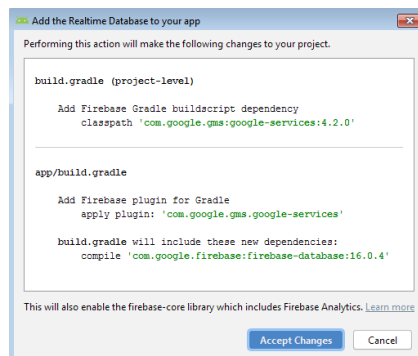 Add the Realtime Database to your app
Performing this action will make the following changes to your project.
build.gradle (project-level)
Add Firebase Gradle buildscript dependency
classpath 'com.google.gms:google-services:4.2.0'
app/build.gradle
Add Firebase plugin for Gradle
apply plugin: 'com.google.gms.google-services'
build.gradle will include these new dependencies:
compile 'com.google.firebase:firebase-database:16.0.4'
This will also enable the firebase-core library which includes Firebase Analytics. Learn more
Accept Changes Cancel